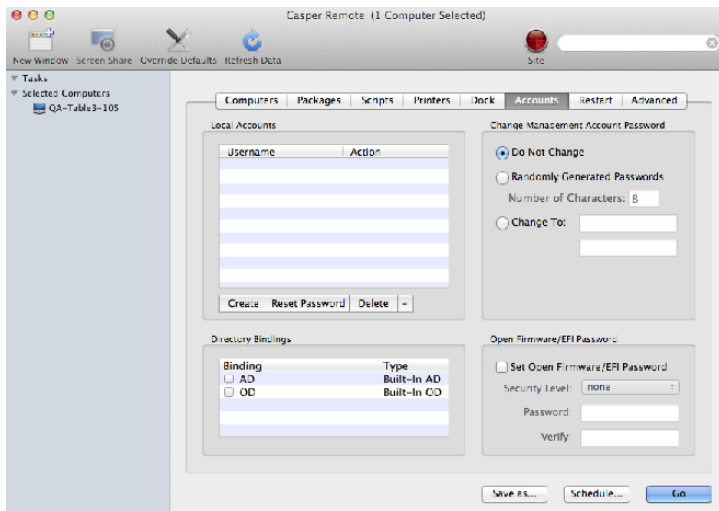 Casper Remote (1 Computer Selected)
New Window Screen Share Override Defaults Refresh Data Site
Tasks
Selected Computers
QA-Table3-105
Computers Packages Scripts Printers Dock Accounts Restart Advanced
Local Accounts
Username Action
Create Reset Password Delete –
Change Management Account Password
Do Not Change
Randomly Generated Passwords
Number of Characters: 8
Change To:
Directory Bindings
Binding Type
AD Built-In AD
OD Built-In OD
Open Firmware/EFI Password
Set Open Firmware/EFI Password
Security Level: none
Password:
Verify:
Save as... Schedule... Go